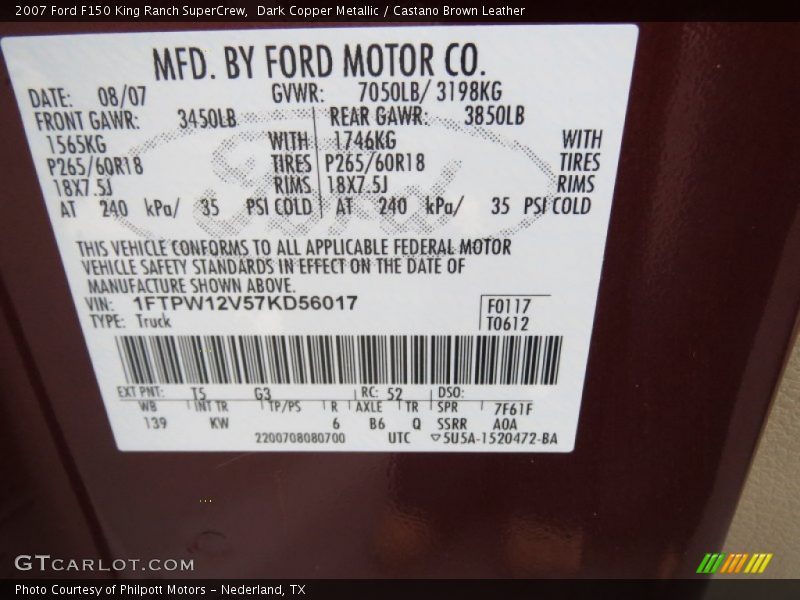 2007 Ford F150 King Ranch SuperCrew,  Dark Copper Metallic / Castano Brown Leather
MFD. BY FORD MOTOR CO.
DATE: 08/07 GVWR: 7050LB/ 3198KG
FRONT GAWR: 3450LB REAR GAWR: 3850LB
1565KG WITH 1746KG WITH
P265/60R18 TIRES P265/60R18 TIRES
18X7.5J RIMS 18X7.5J RIMS
AT 240 kPa/ 35 PSI COLD AT 240 kPa/ 35 PSI COLD
Ford
THIS VEHICLE CONFORMS TO ALL APPLICABLE FEDERAL MOTOR
VEHICLE SAFETY STANDARDS IN EFFECT ON THE DATE OF
MANUFACTURE SHOWN ABOVE.
VIN: 1FTPW12V57KD56017 F0117
TYPE: Truck T0612
EXT PNT: T5 G3 RC: 52 DSO:
WB INT TR TP/PS R AXLE TR SPR 7F61F
139 KW 6 B6 Q SSRR A0A
2200708080700 UTC ▽5U5A-1520472-BA
GTCARFAX.COM
Photo Courtesy of Philpott Motors - Nederland, TX